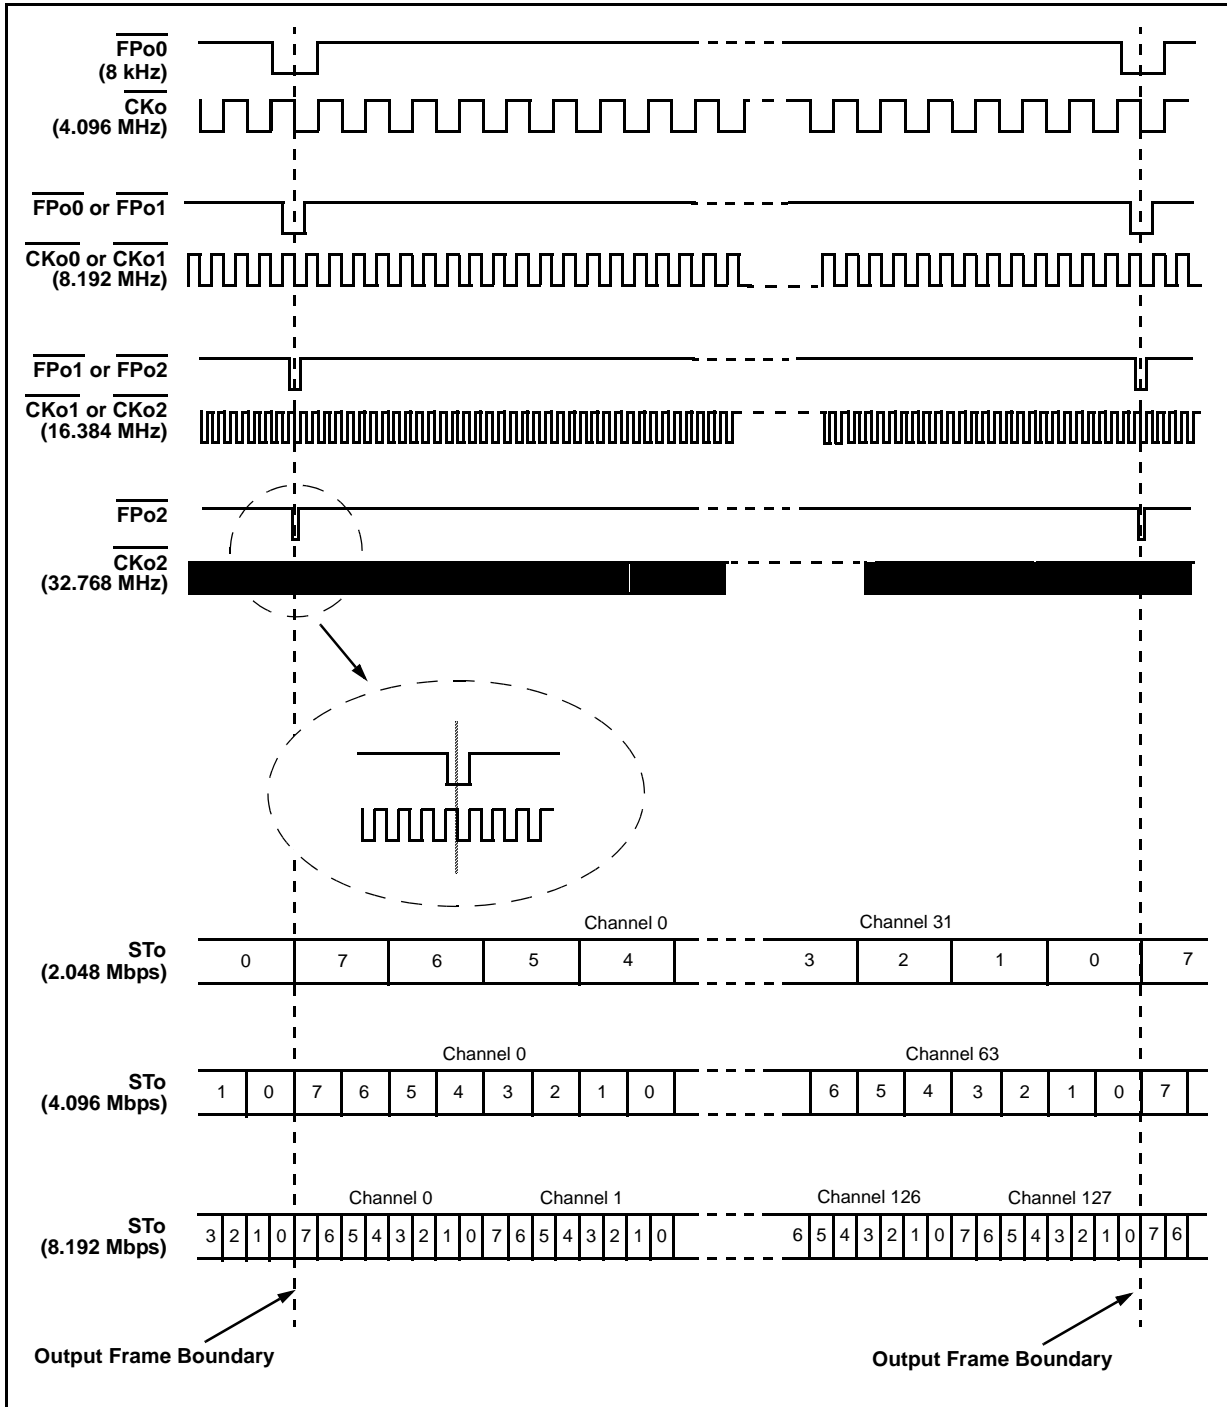 FPo0
(8 kHz)
CKo
(4.096 MHz)
FPo0 or FPo1
CKo0 or CKo1
(8.192 MHz)
FPo1 or FPo2
CKo1 or CKo2
(16.384 MHz)
FPo2
CKo2
(32.768 MHz)
Channel 0 Channel 31
STo
(2.048 Mbps)
0 7 6 5 4 3 2 1 0 7
Channel 0 Channel 63
STo
(4.096 Mbps)
1 0 7 6 5 4 3 2 1 0 6 5 4 3 2 1 0 7
Channel 0 Channel 1 Channel 126 Channel 127
STo
(8.192 Mbps)
3 2 1 0 7 6 5 4 3 2 1 0 7 6 5 4 3 2 1 0 6 5 4 3 2 1 0 7 6 5 4 3 2 1 0 7 6
Output Frame Boundary
Output Frame Boundary